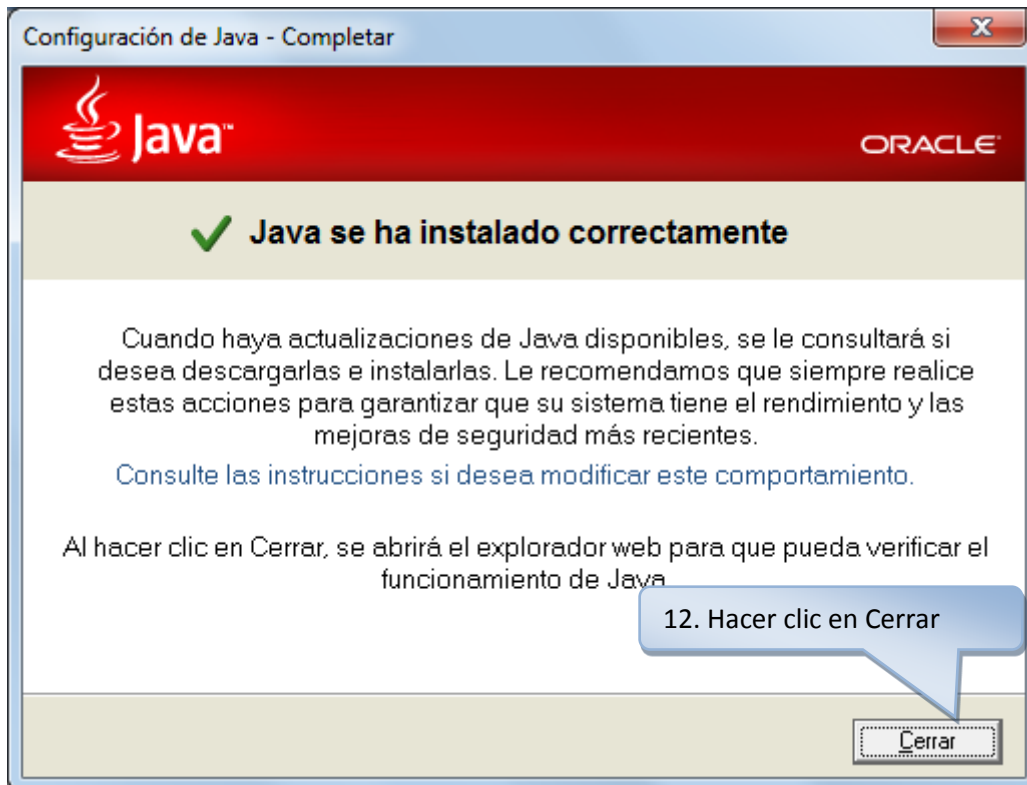 Configuración de Java - Completar
Java™
ORACLE
Java se ha instalado correctamente
Cuando haya actualizaciones de Java disponibles, se le consultará si
desea descargarlas e instalarlas. Le recomendamos que siempre realice
estas acciones para garantizar que su sistema tiene el rendimiento y las
mejoras de seguridad más recientes.
Consulte las instrucciones si desea modificar este comportamiento.
Al hacer clic en Cerrar, se abrirá el explorador web para que pueda verificar el
funcionamiento de Java
12. Hacer clic en Cerrar
Cerrar